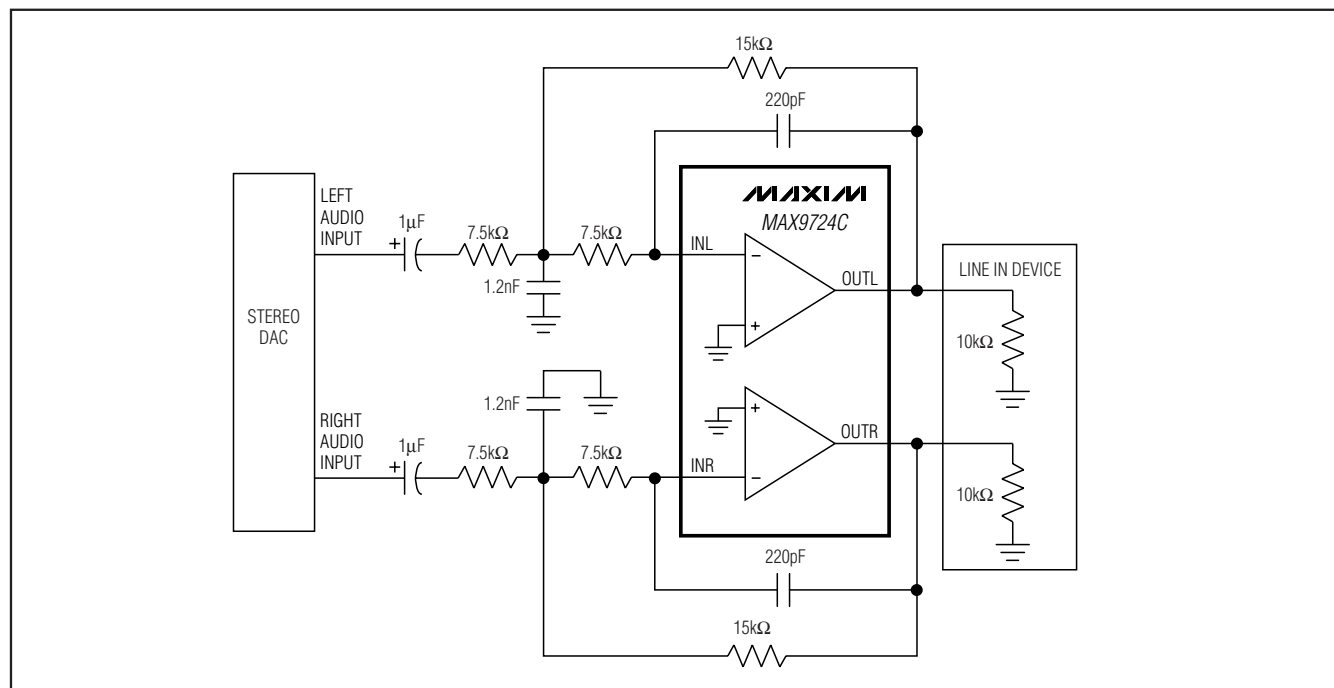 15kΩ
220pF
MAXIM
MAX9724C
LEFT
AUDIO
INPUT
+
1μF
7.5kΩ
7.5kΩ
INL
−
+
OUTL
1.2nF
LINE IN DEVICE
10kΩ
STEREO
DAC
1.2nF
+
−
OUTR
RIGHT
AUDIO
INPUT
+
1μF
7.5kΩ
7.5kΩ
INR
10kΩ
220pF
15kΩ